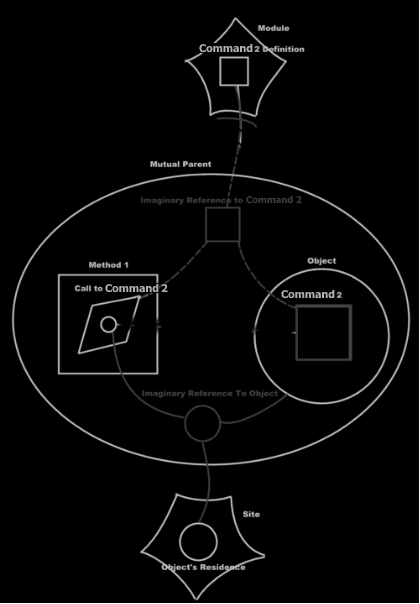 Module
Command 2 Definition
Mutual Parent
Imaginary Reference to Command 2
Method 1
Object
Call to Command 2
Command 2
Imaginary Reference To Object
Site
Object's Residence